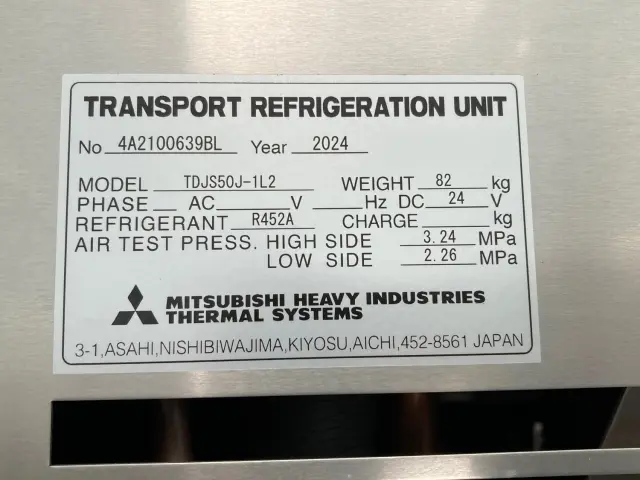 TRANSPORT REFRIGERATION UNIT
No 4A2100639BL Year 2024
MODEL TDJS50J-1L2 WEIGHT 82 kg
PHASE AC V Hz DC 24 V
REFRIGERANT R452A CHARGE kg
AIR TEST PRESS. HIGH SIDE 3.24 MPa
LOW SIDE 2.26 MPa
MITSUBISHI HEAVY INDUSTRIES
THERMAL SYSTEMS
3-1,ASAHI,NISHIBIWAJIMA,KIYOSU,AICHI,452-8561 JAPAN